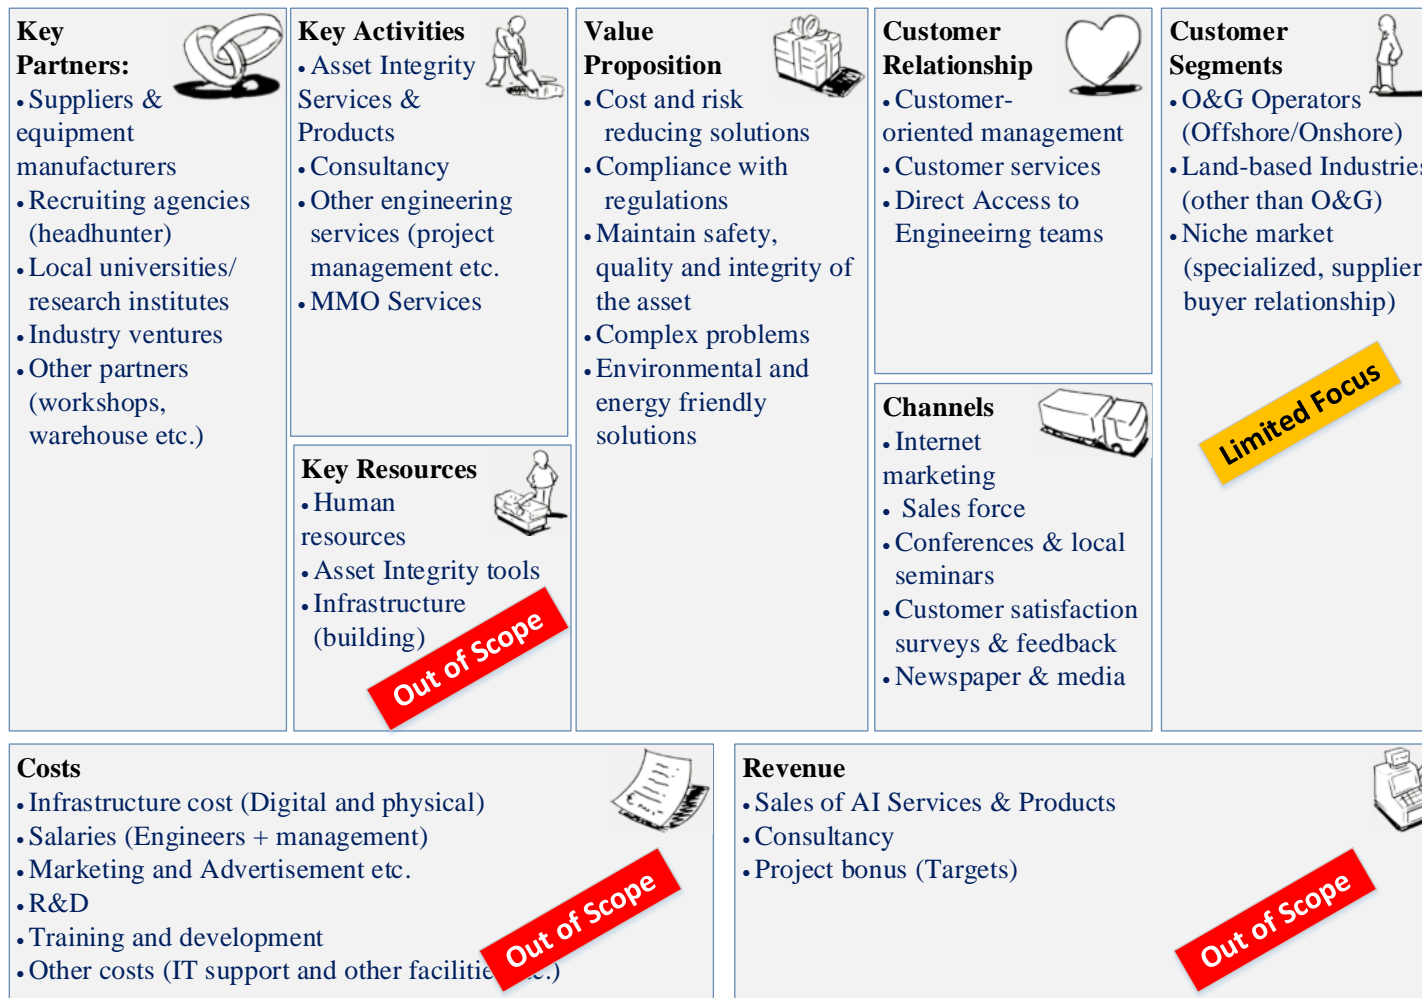 Key
Partners:
• Suppliers &
equipment
manufacturers
• Recruiting agencies
(headhunter)
• Local universities/
research institutes
• Industry ventures
• Other partners
(workshops,
warehouse etc.)
Key Activities
• Asset Integrity
Services &
Products
• Consultancy
• Other engineering
services (project
management etc.
• MMO Services
Key Resources
• Human
resources
• Asset Integrity tools
• Infrastructure
(building)
Out of Scope
Value
Proposition
• Cost and risk
reducing solutions
• Compliance with
regulations
• Maintain safety,
quality and integrity of
the asset
• Complex problems
• Environmental and
energy friendly
solutions
Customer
Relationship
• Customer-
oriented management
• Customer services
• Direct Access to
Engineeirng teams
Channels
• Internet
marketing
• Sales force
• Conferences & local
seminars
• Customer satisfaction
surveys & feedback
• Newspaper & media
Customer
Segments
• O&G Operators
(Offshore/Onshore)
• Land-based Industries
(other than O&G)
• Niche market
(specialized, supplier
buyer relationship)
Limited Focus
Costs
• Infrastructure cost (Digital and physical)
• Salaries (Engineers + management)
• Marketing and Advertisement etc.
• R&D
• Training and development
• Other costs (IT support and other facilitie c.)
Out of Scope
Revenue
• Sales of AI Services & Products
• Consultancy
• Project bonus (Targets)
Out of Scope